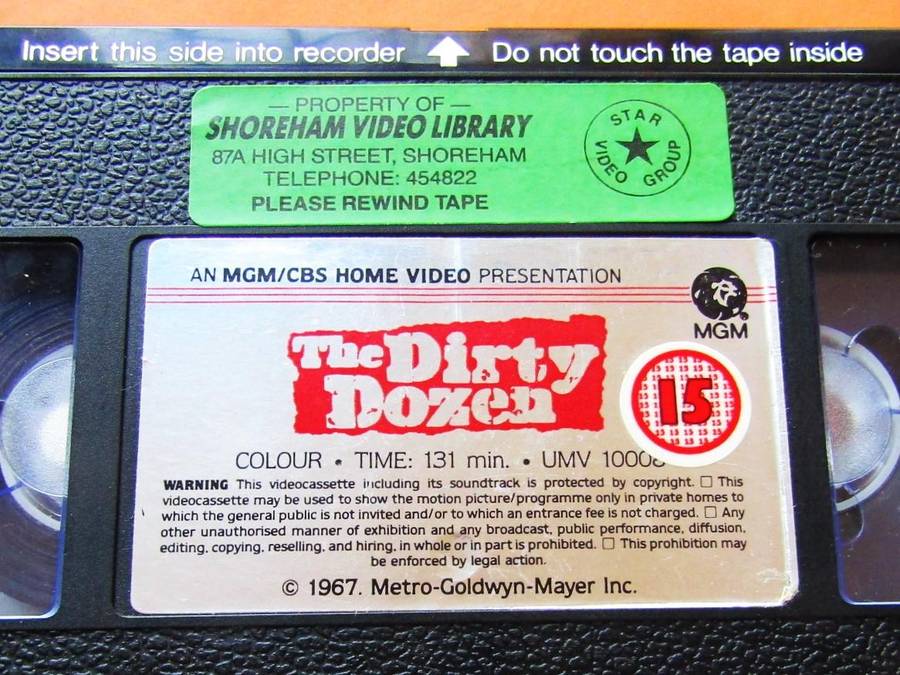 Insert this side into recorder Do not touch the tape inside
— PROPERTY OF —
SHOREHAM VIDEO LIBRARY
87A HIGH STREET, SHOREHAM
TELEPHONE: 454822
PLEASE REWIND TAPE
STAR
VIDEO GROUP
AN MGM/CBS HOME VIDEO PRESENTATION
MGM
The Dirty
Dozen
15
COLOUR • TIME: 131 min. • UMV 10008
WARNING This videocassette including its soundtrack is protected by copyright. □ This
videocassette may be used to show the motion picture/programme only in private homes to
which the general public is not invited and/or to which an entrance fee is not charged. □ Any
other unauthorised manner of exhibition and any broadcast, public performance, diffusion,
editing, copying, reselling, and hiring, in whole or in part is prohibited. □ This prohibition may
be enforced by legal action.
© 1967. Metro-Goldwyn-Mayer Inc.